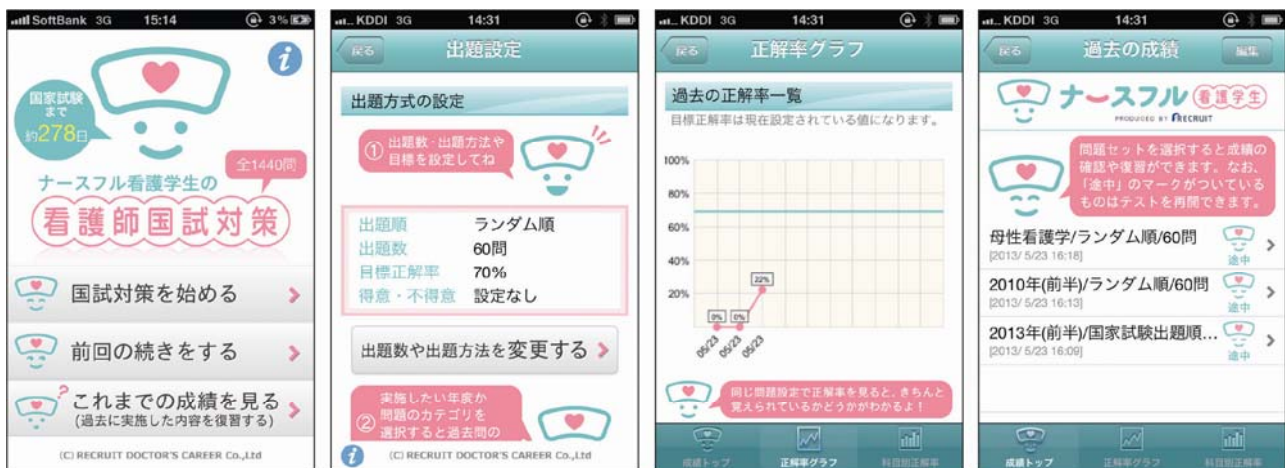 SoftBank 3G 15:14 3%
国家試験
まで
約278日
全1440問
ナースフル看護学生の
看護師国試対策
国試対策を始める
前回の続きをする
これまでの成績を見る
(過去に実施した内容を復習する)
(C) RECRUIT DOCTOR'S CAREER Co.,Ltd
KDDI 3G 14:31
戻る 出題設定
出題方式の設定
① 出題数・出題方法や
目標を設定してね
出題順 ランダム順
出題数 60問
目標正解率 70%
得意・不得意 設定なし
出題数や出題方法を変更する
② 実施したい年度か
問題のカテゴリを
選択すると過去問の
(C) RECRUIT DOCTOR'S CAREER Co.,Ltd
KDDI 3G 14:31
戻る 正解率グラフ
過去の正解率一覧
目標正解率は現在設定されている値になります。
100%
80%
60%
40%
20%
0% 0% 22%
05/23 05/23 05/23
同じ問題設定で正解率を見ると、きちんと
覚えられているかどうかがわかるよ!
成績トップ 正解率グラフ 科目別正解率
KDDI 3G 14:31
戻る 過去の成績 編集
ナースフル 看護学生
PRODUCED BY RECRUIT
問題セットを選択すると成績の
確認や復習ができます。なお、
「途中」のマークがついている
ものはテストを再開できます。
母性看護学/ランダム順/60問
[2013/ 5/23 16:18] 途中
2010年(前半)/ランダム順/60問
[2013/ 5/23 16:13] 途中
2013年(前半)/国家試験出題順...
[2013/ 5/23 16:09] 途中
成績トップ 正解率グラフ 科目別正解率